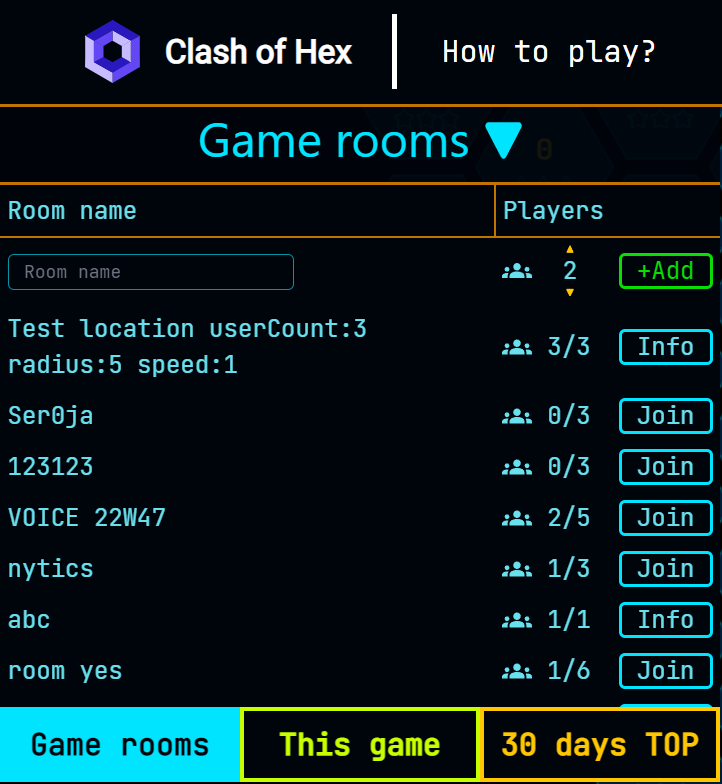 Clash of Hex
How to play?
Game rooms ▼
0
Room name
Players
Room name
2
+Add
Test location userCount:3
radius:5 speed:1
3/3
Info
Ser0ja
0/3
Join
123123
0/3
Join
VOICE 22W47
2/5
Join
nytics
1/3
Join
abc
1/1
Info
room yes
1/6
Join
Game rooms
This game
30 days TOP